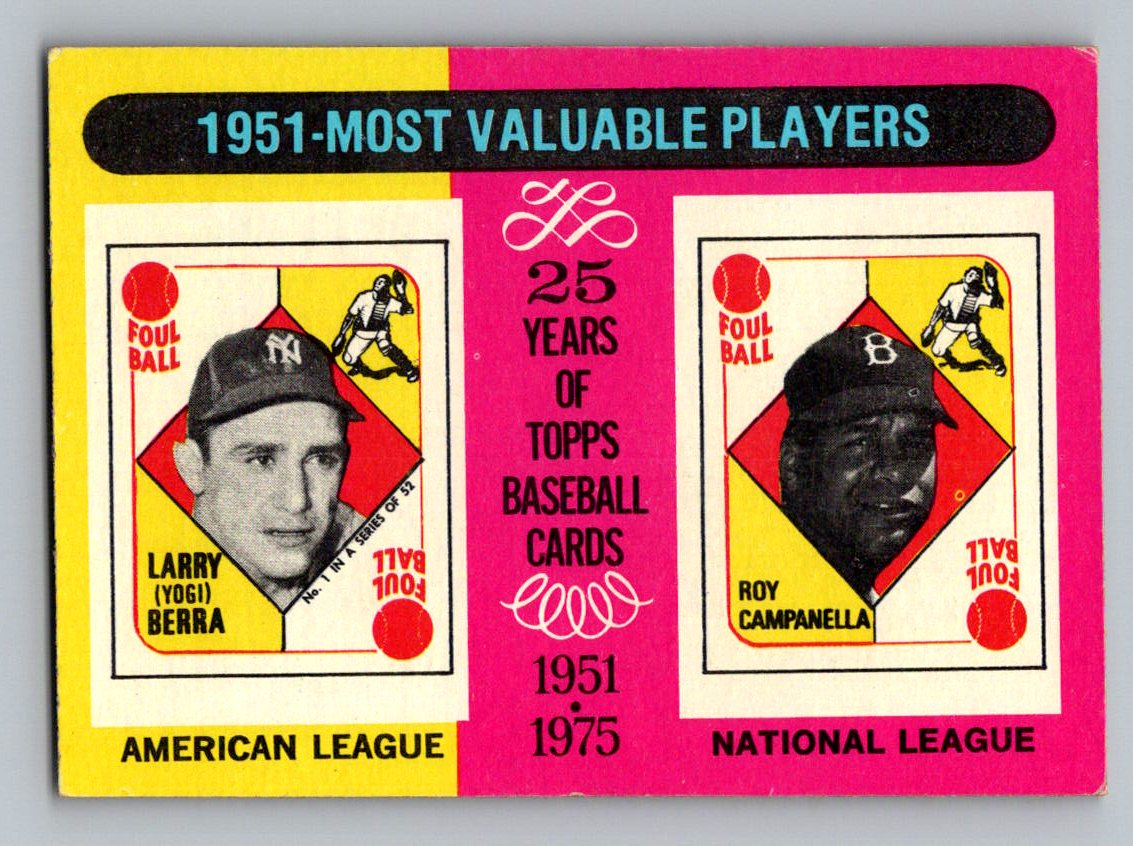 1951-MOST VALUABLE PLAYERS
FOUL
BALL
NY
LARRY
(YOGI)
BERRA
No. 1 IN A SERIES OF 52
FOUL
BALL
AMERICAN LEAGUE
25
YEARS
OF
TOPPS
BASEBALL
CARDS
1951
•
1975
FOUL
BALL
B
ROY
CAMPANELLA
FOUL
BALL
NATIONAL LEAGUE